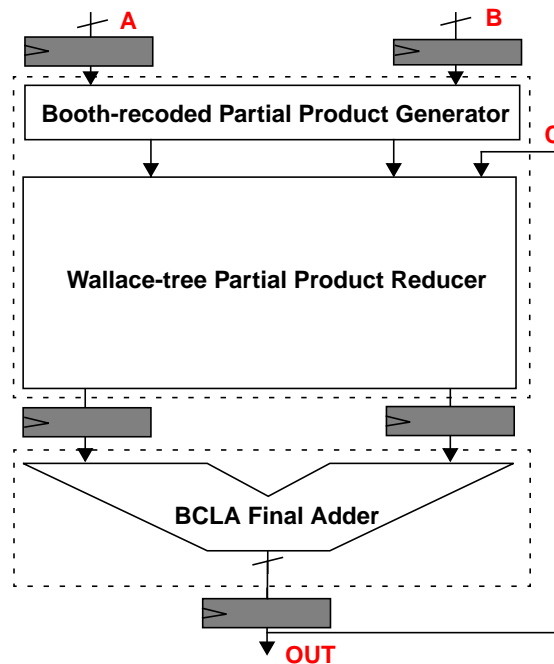 A
B
Booth-recoded Partial Product Generator
C
Wallace-tree Partial Product Reducer
BCLA Final Adder
OUT